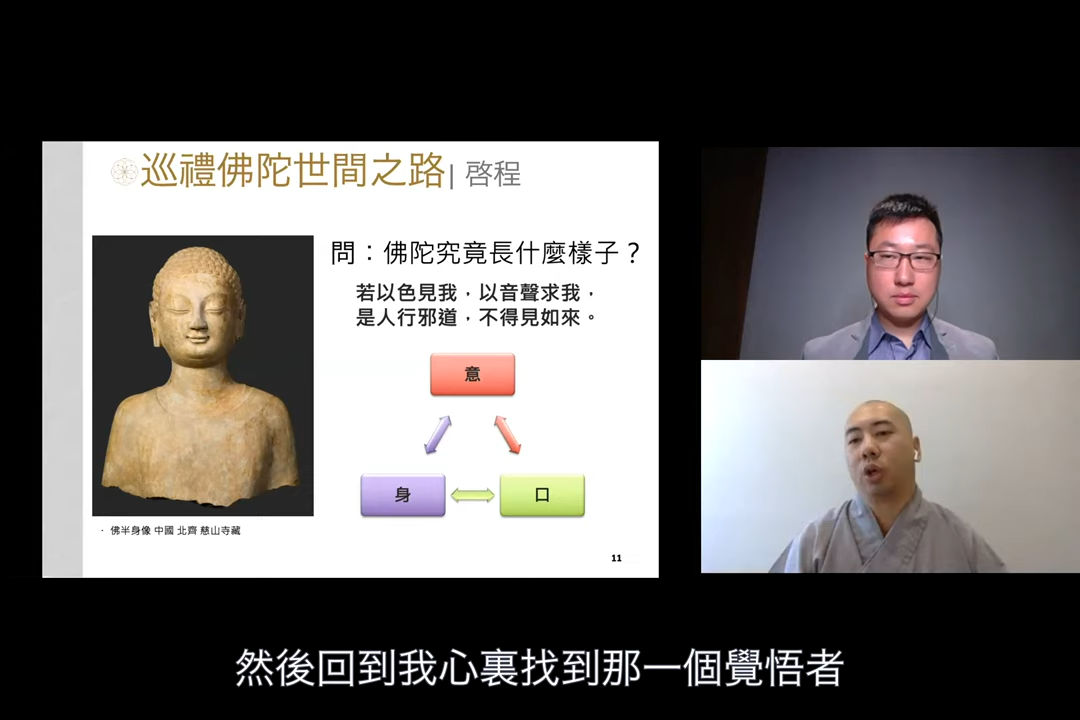 巡禮佛陀世間之路| 啓程
問：佛陀究竟長什麼樣子？
若以色見我，以音聲求我，
是人行邪道，不得見如來。
意
身
口
· 佛半身像 中國 北齊 慈山寺藏
11
然後回到我心裏找到那一個覺悟者